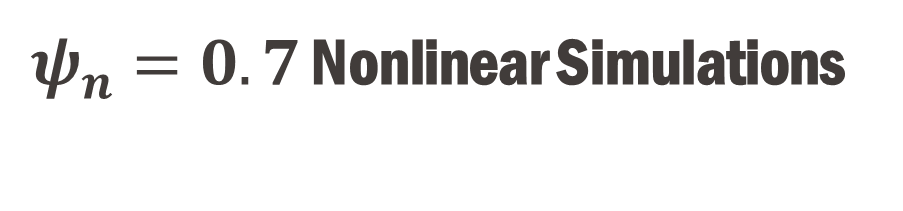 ψₙ = 0.7 Nonlinear Simulations